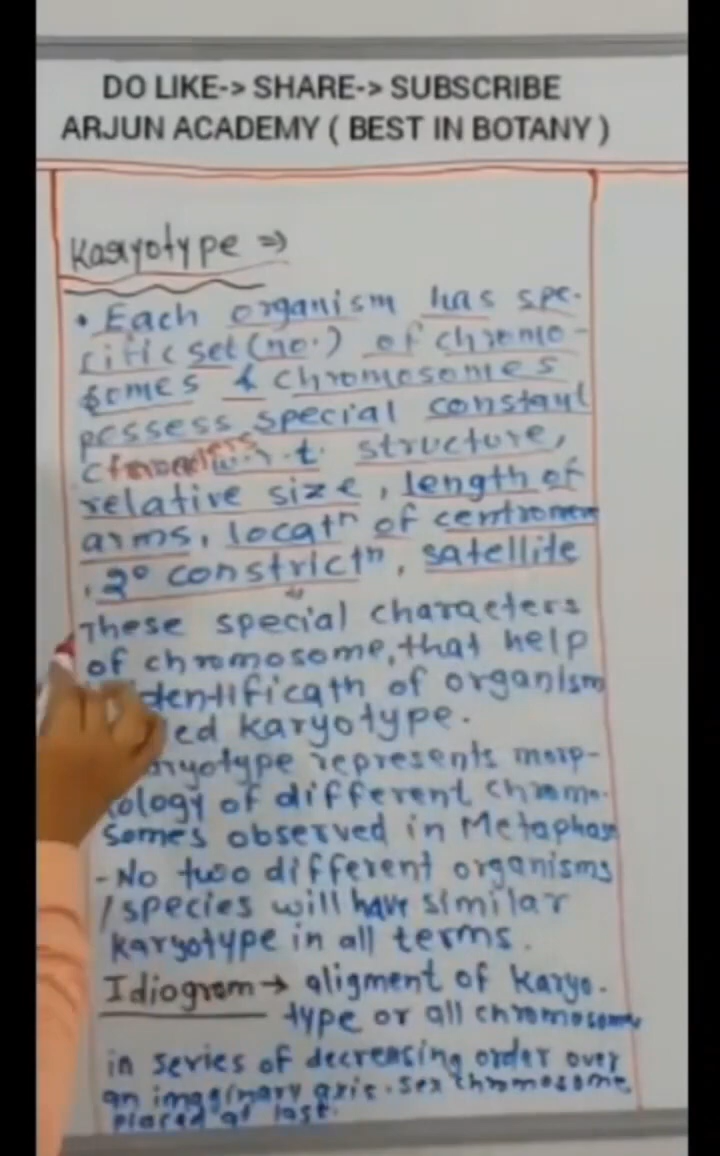 DO LIKE-> SHARE-> SUBSCRIBE
ARJUN ACADEMY ( BEST IN BOTANY )
Karyotype ⇒
• Each organism has spe-
cific set (no.) of chromo-
somes & chromosomes
possess special constant
characters w.r.t. structure,
relative size, length of
arms, locatⁿ of centromere
, 2° constrictⁿ, satellite
These special characters
of chromosome, that help
identificatn of organism
led karyotype.
aryotype represents morp-
ology of different chromo-
somes observed in Metaphase
- No two different organisms
/ species will have similar
karyotype in all terms.
Idiogram → aligment of karyo-
type or all chromosomes
in series of decreasing order over
an imaginary axis. Sex chromosome
placed at last.